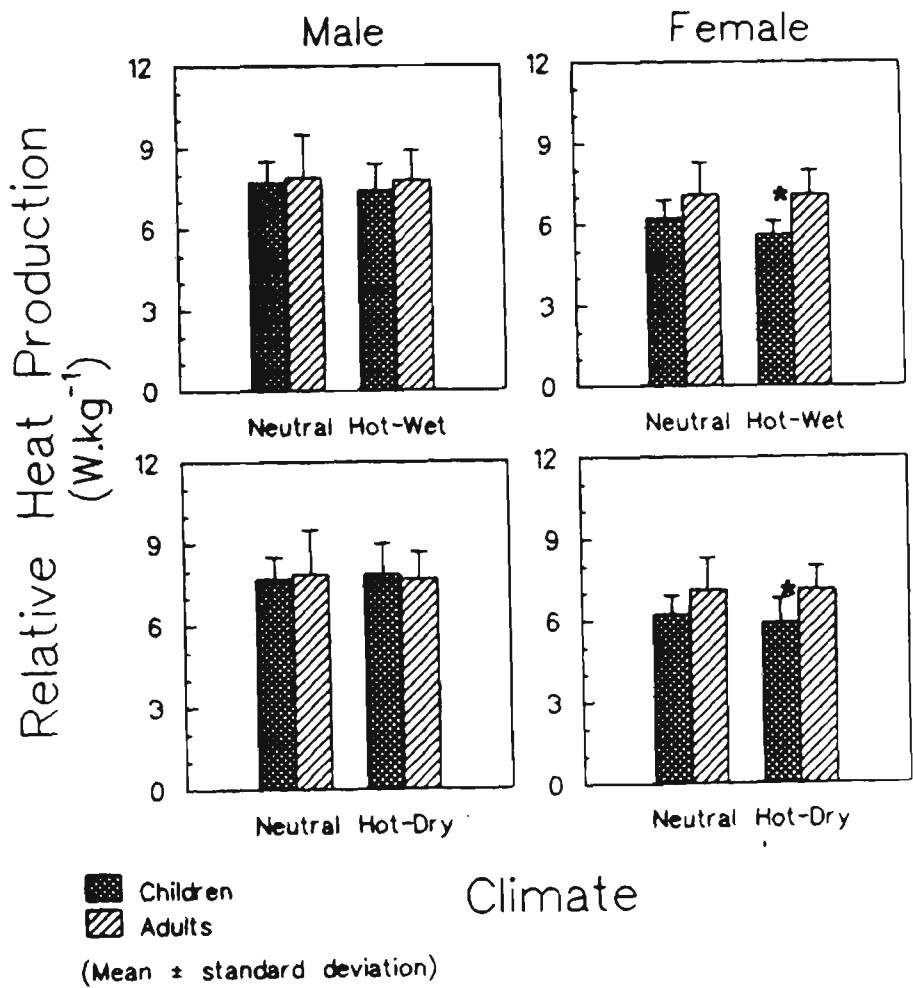 Male
Female
Relative Heat Production
(W.kg-1)
12
9
6
3
0
Neutral Hot-Wet
12
9
6
3
0
*
Neutral Hot-Wet
12
9
6
3
0
Neutral Hot-Dry
12
9
6
3
0
*
Neutral Hot-Dry
Climate
Children
Adults
(Mean ± standard deviation)